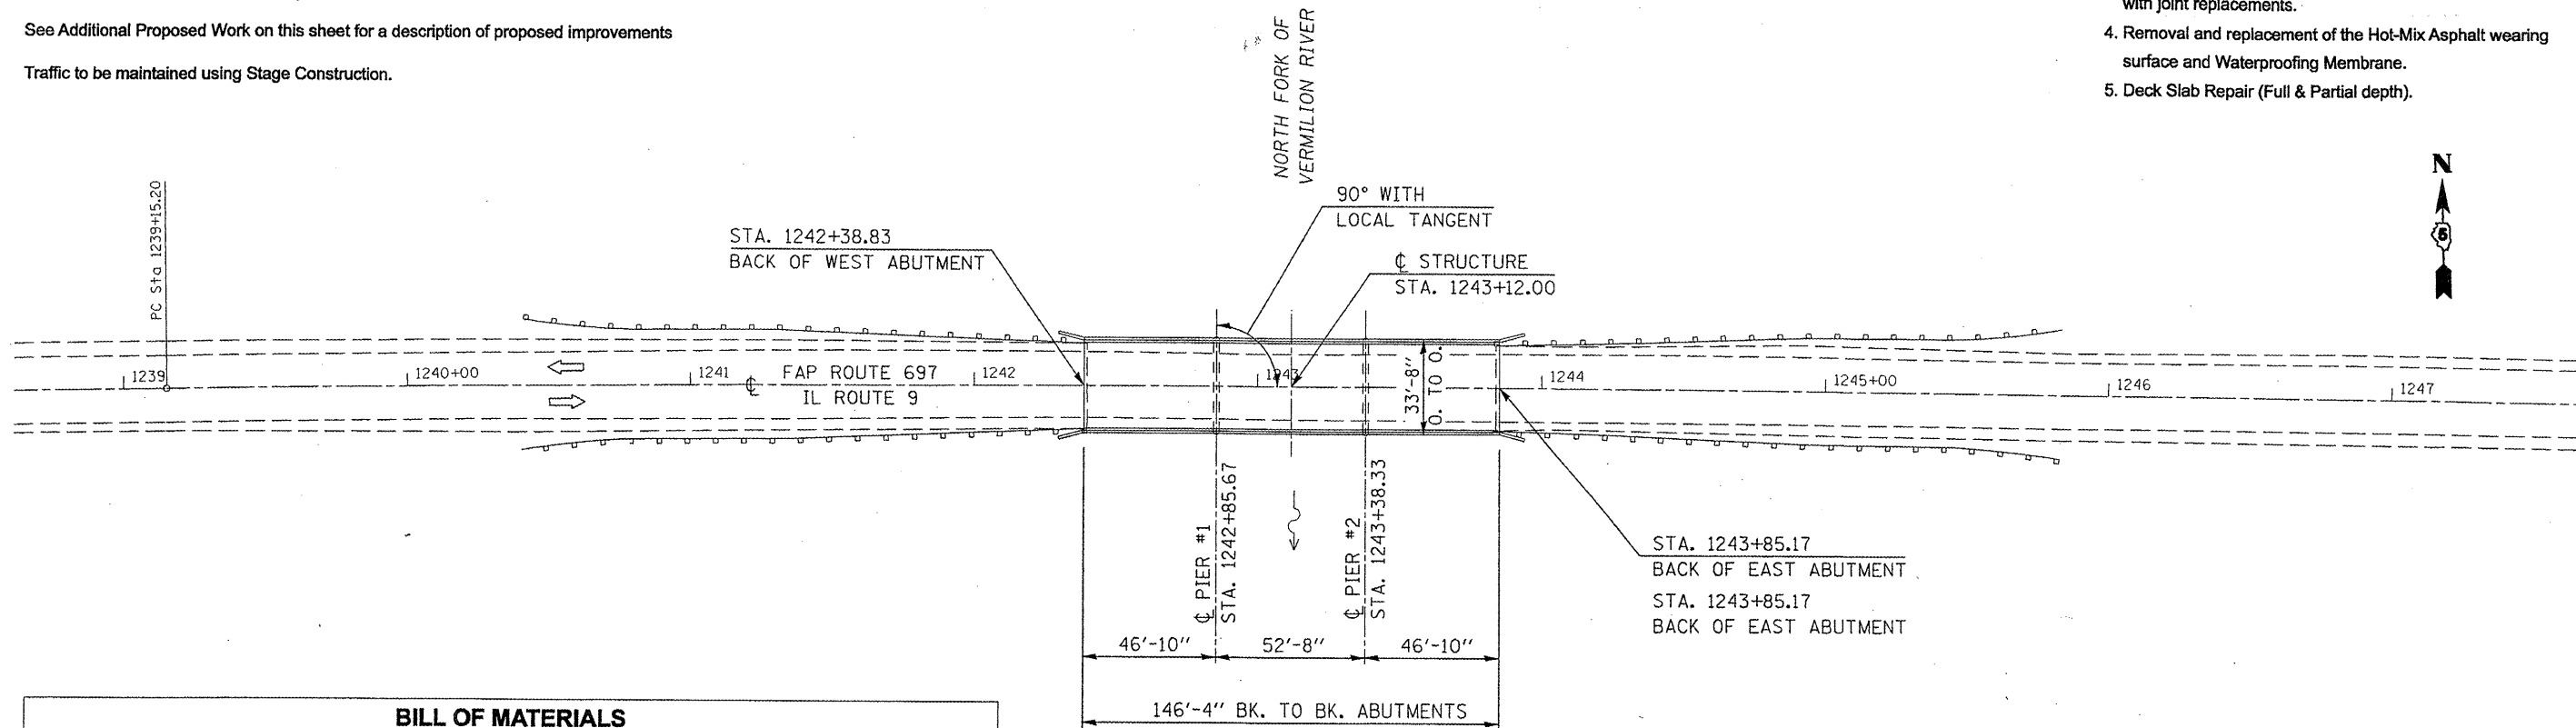 See Additional Proposed Work on this sheet for a description of proposed improvements
Traffic to be maintained using Stage Construction.
with joint replacements.
4. Removal and replacement of the Hot-Mix Asphalt wearing
surface and Waterproofing Membrane.
5. Deck Slab Repair (Full & Partial depth).
NORTH FORK OF
VERMILION RIVER
N
5
PC Sta 1239+15.20
STA. 1242+38.83
BACK OF WEST ABUTMENT
90° WITH
LOCAL TANGENT
℄ STRUCTURE
STA. 1243+12.00
1239
1240+00
1241
1242
1243
1244
1245+00
1246
1247
℄ FAP ROUTE 697
IL ROUTE 9
33'-8"
O. TO O.
℄ PIER #1
STA. 1242+85.67
℄ PIER #2
STA. 1243+38.33
STA. 1243+85.17
BACK OF EAST ABUTMENT
STA. 1243+85.17
BACK OF EAST ABUTMENT
46'-10"
52'-8"
46'-10"
146'-4" BK. TO BK. ABUTMENTS
BILL OF MATERIALS